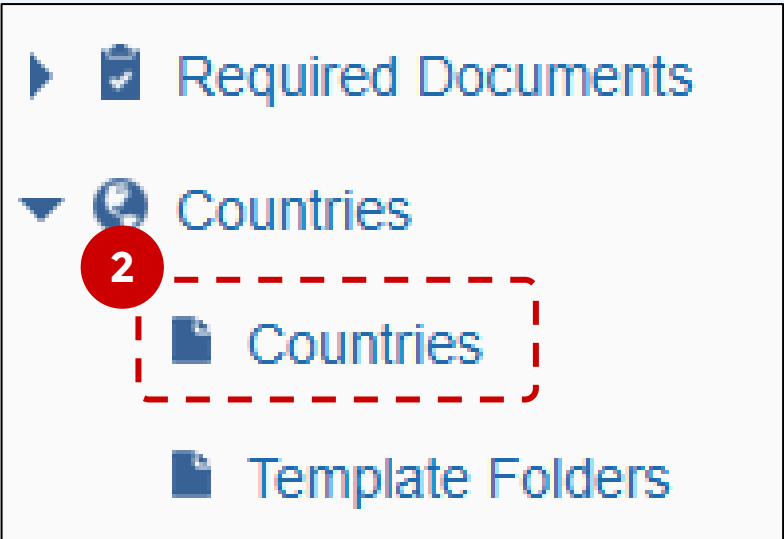 Required Documents
Countries
2
Countries
Template Folders